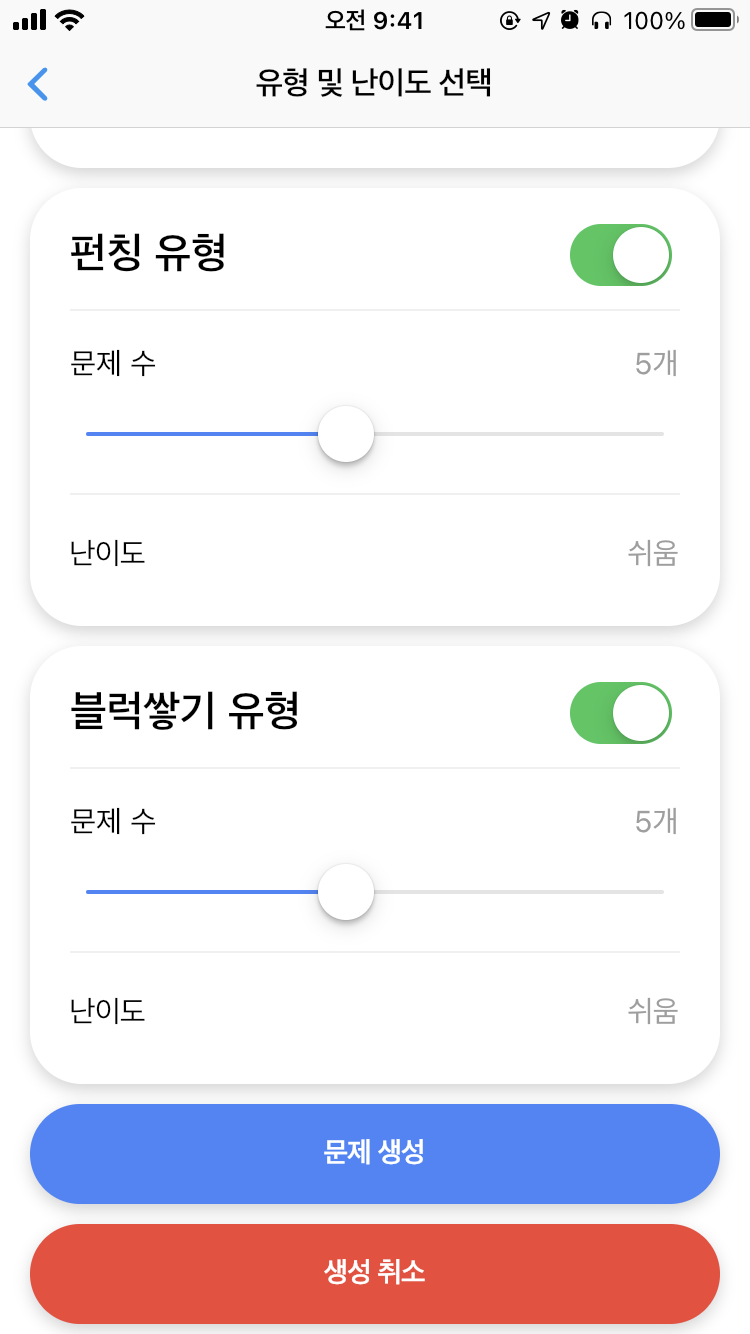 오전 9:41
100%
유형 및 난이도 선택
펀칭 유형
문제 수
5개
난이도
쉬움
블럭쌓기 유형
문제 수
5개
난이도
쉬움
문제 생성
생성 취소